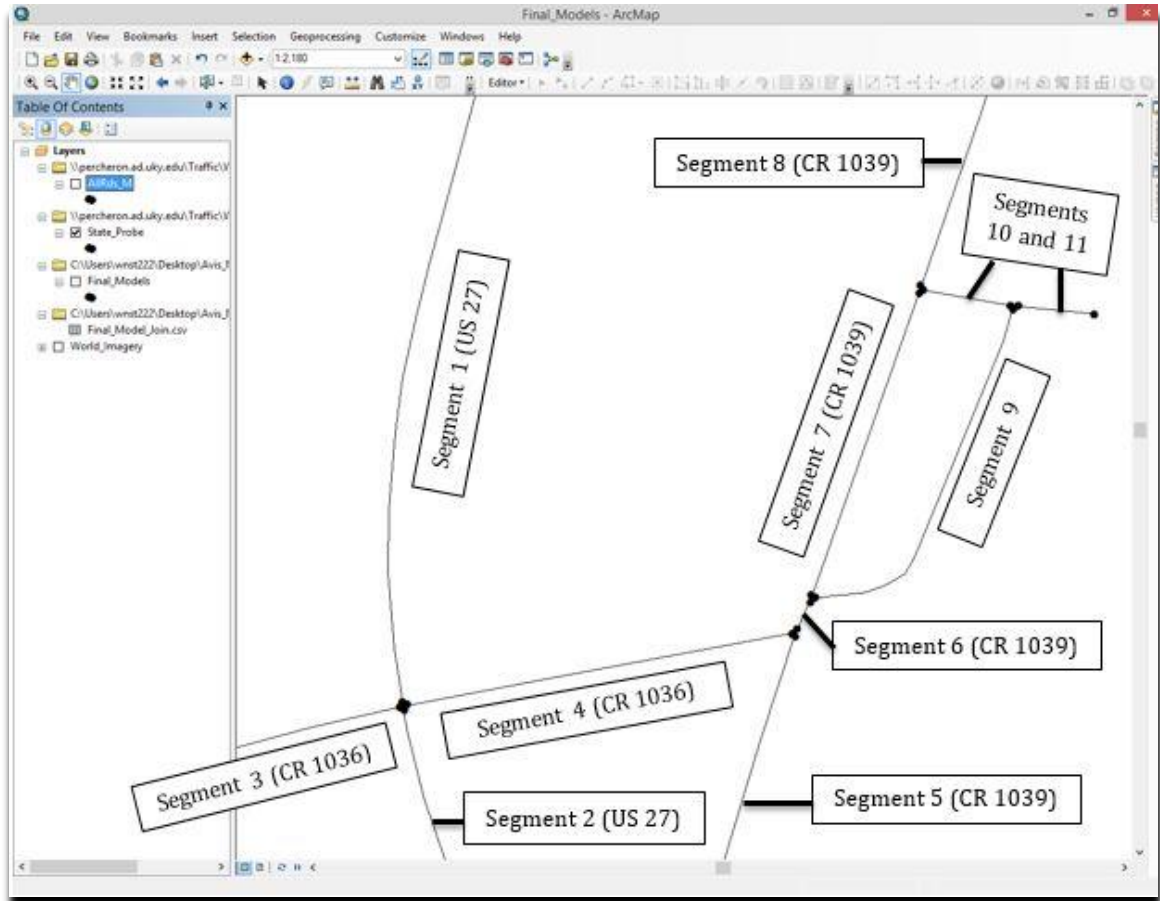 Final_Models - ArcMap
File Edit View Bookmarks Insert Selection Geoprocessing Customize Windows Help
1:2,180
Editor
Table Of Contents
Layers
\\percheron.ad.uky.edu\Traffic\
AllRds_M
\\percheron.ad.uky.edu\Traffic\
State_Probe
C:\Users\wnst222\Desktop\Avis_
Final_Models
C:\Users\wnst222\Desktop\Avis_
Final_Model_Join.csv
World_Imagery
Segment 8 (CR 1039)
Segments
10 and 11
Segment 1 (US 27)
Segment 7 (CR 1039)
Segment 9
Segment 6 (CR 1039)
Segment 4 (CR 1036)
Segment 3 (CR 1036)
Segment 2 (US 27)
Segment 5 (CR 1039)